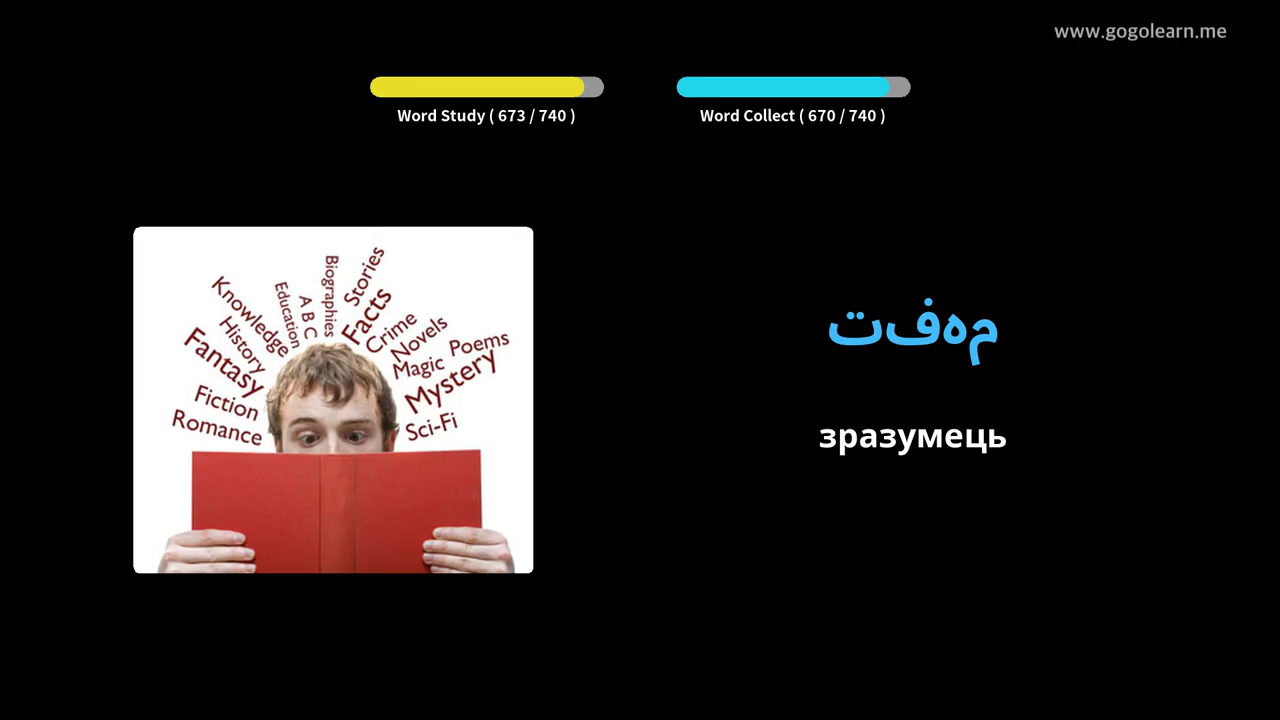 www.gogolearn.me
Word Study ( 673 / 740 )
Word Collect ( 670 / 740 )
Biographies
Stories
Education
A B C
Facts
Knowledge
Crime
History
Novels
Fantasy
Magic
Poems
Mystery
Fiction
Romance
Sci-Fi
تفهم
зразумець